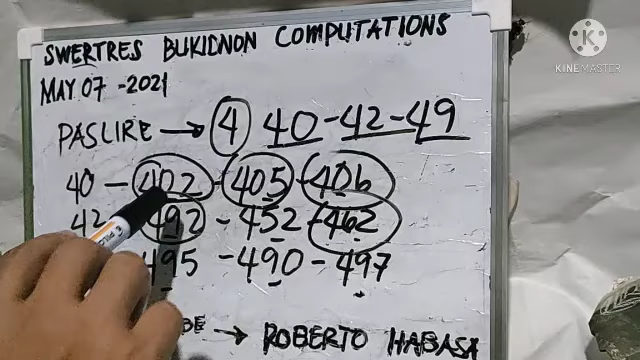 SWERTRES BUKIDNON COMPUTATIONS
MAY 07 -2021
KINEMASTER
PASLIRE → 4 40 - 42 - 49
40 - 402 - 405 - 406
42 492 - 452 - 462
495 - 490 - 497
BE → ROBERTO HABASA